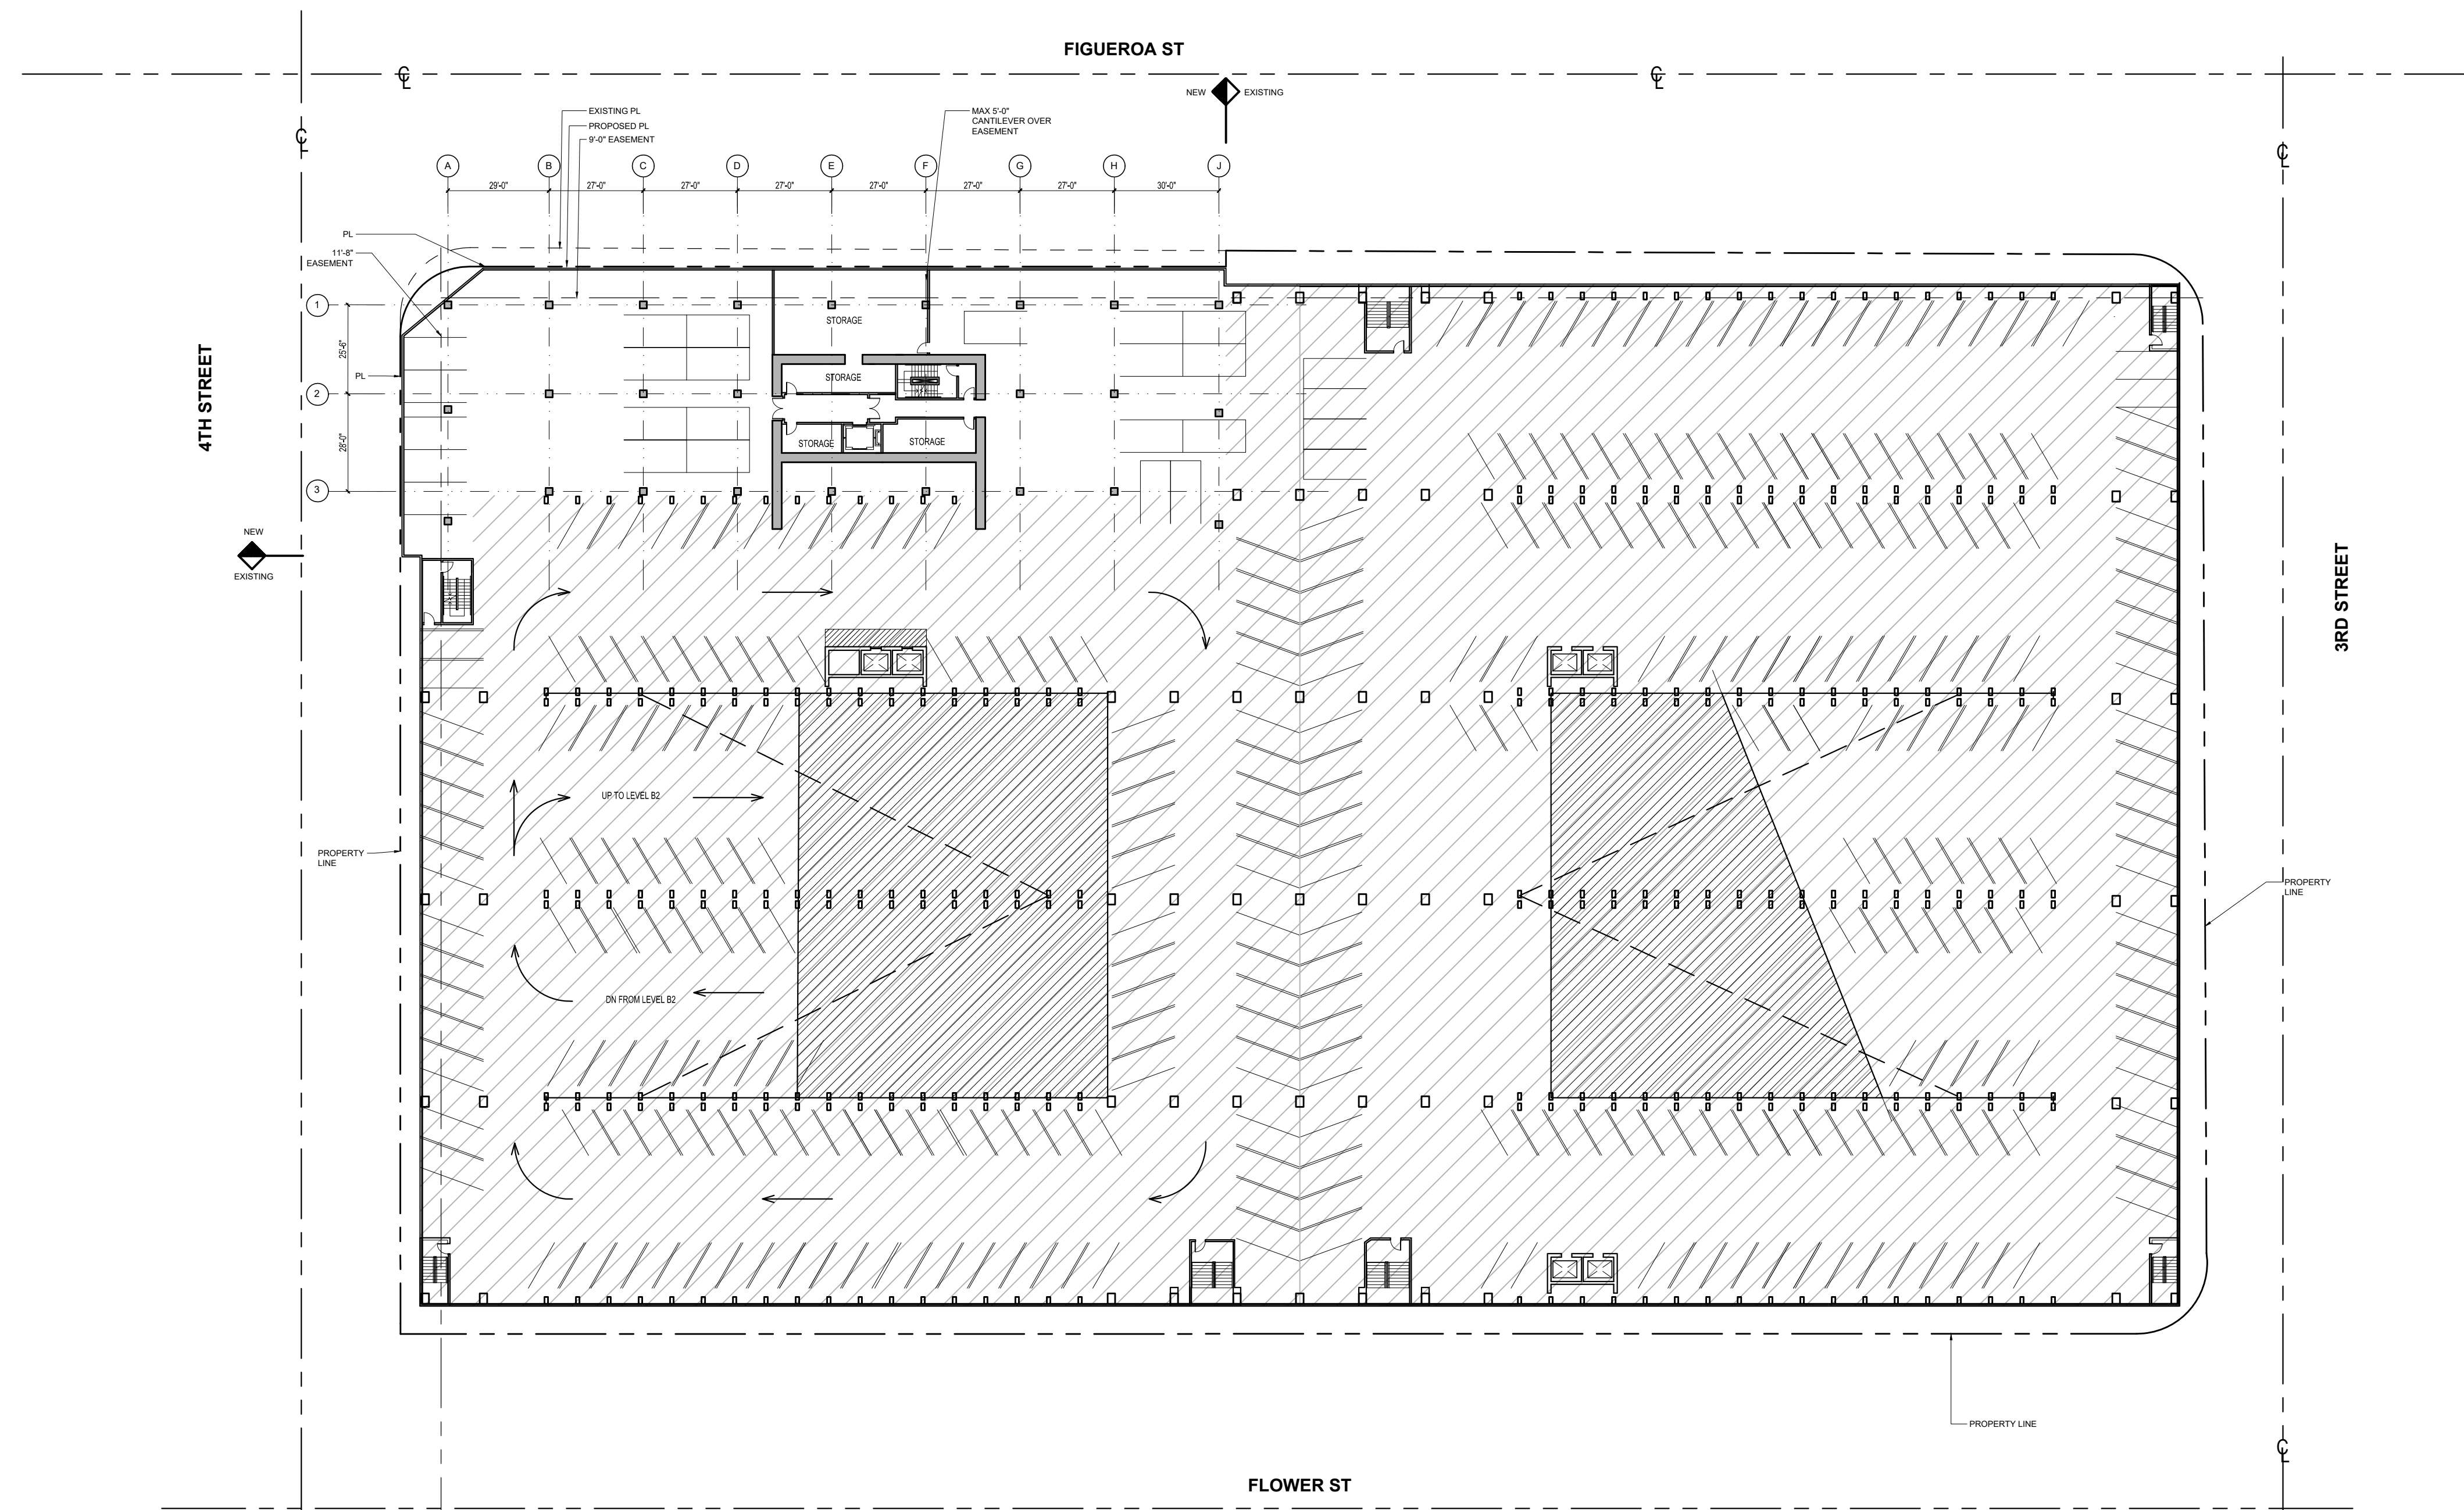 FIGUEROA ST
NEW
EXISTING
EXISTING PL
PROPOSED PL
9'-0" EASEMENT
MAX 5'-0"
CANTILEVER OVER
EASEMENT
A
B
C
D
E
F
G
H
J
29'-0"
27'-0"
27'-0"
27'-0"
27'-0"
27'-0"
27'-0"
30'-0"
PL
11'-8"
EASEMENT
1
STORAGE
25'-6"
PL
STORAGE
2
4TH STREET
28'-0"
STORAGE
STORAGE
3
NEW
EXISTING
3RD STREET
UP TO LEVEL B2
PROPERTY
LINE
PROPERTY
LINE
DN FROM LEVEL B2
PROPERTY LINE
FLOWER ST